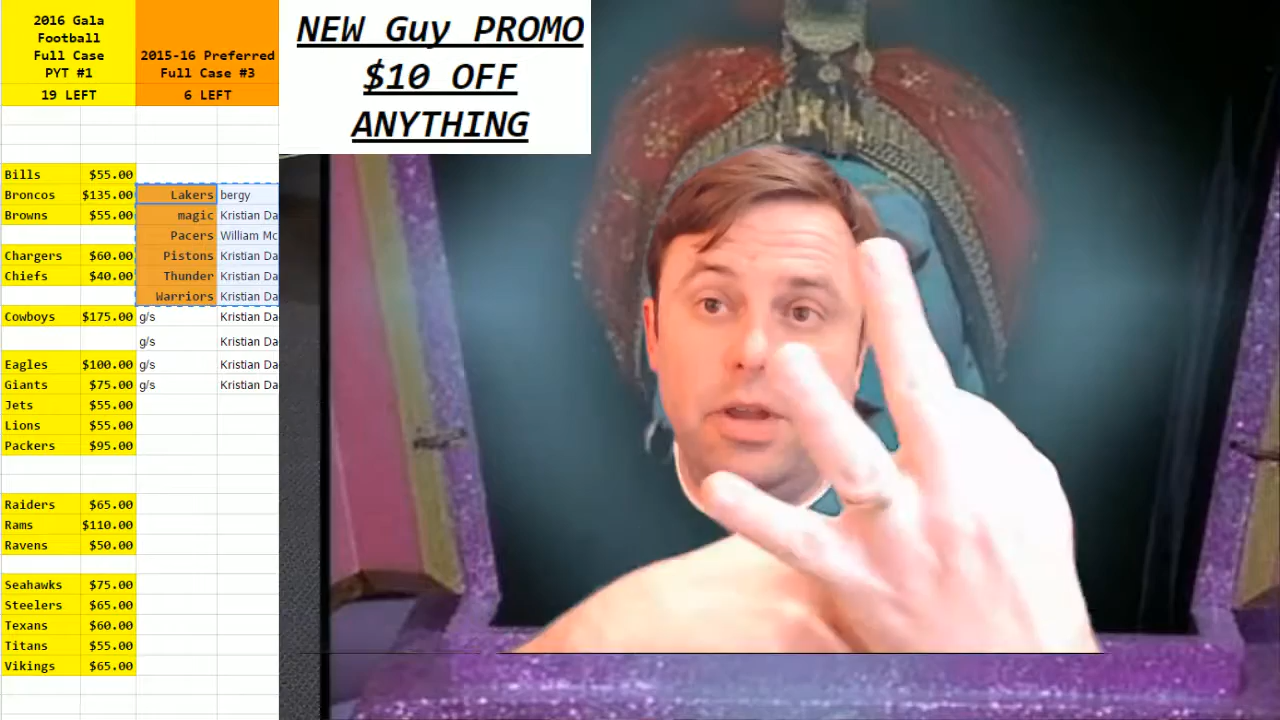 2016 Gala
Football
Full Case
PYT #1
19 LEFT
2015-16 Preferred
Full Case #3
6 LEFT
NEW Guy PROMO
$10 OFF
ANYTHING
Bills $55.00
Broncos $135.00 Lakers bergy
Browns $55.00 magic Kristian Da
Pacers William Mc
Chargers $60.00 Pistons Kristian Da
Chiefs $40.00 Thunder Kristian Da
Warriors Kristian Da
Cowboys $175.00 g/s Kristian Da
g/s Kristian Da
Eagles $100.00 g/s Kristian Da
Giants $75.00 g/s Kristian Da
Jets $55.00
Lions $55.00
Packers $95.00
Raiders $65.00
Rams $110.00
Ravens $50.00
Seahawks $75.00
Steelers $65.00
Texans $60.00
Titans $55.00
Vikings $65.00